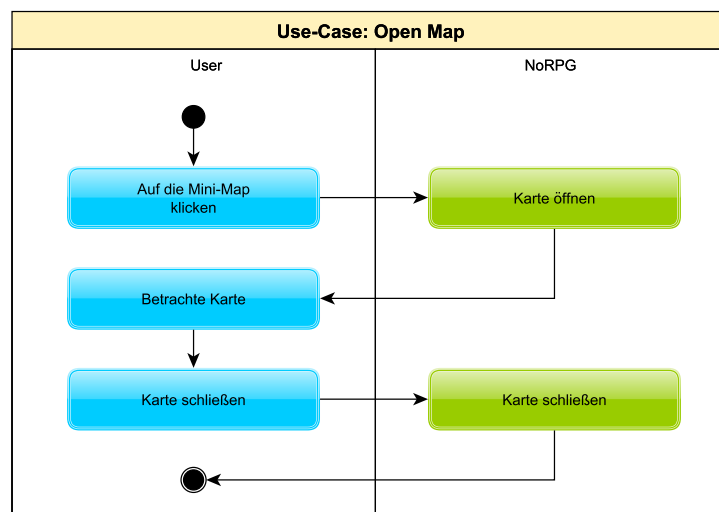 Use-Case: Open Map
User
NoRPG
Auf die Mini-Map
klicken
Karte öffnen
Betrachte Karte
Karte schließen
Karte schließen